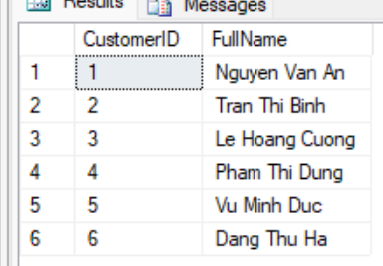 Results Messages
CustomerID FullName
1 1 Nguyen Van An
2 2 Tran Thi Binh
3 3 Le Hoang Cuong
4 4 Pham Thi Dung
5 5 Vu Minh Duc
6 6 Dang Thu Ha